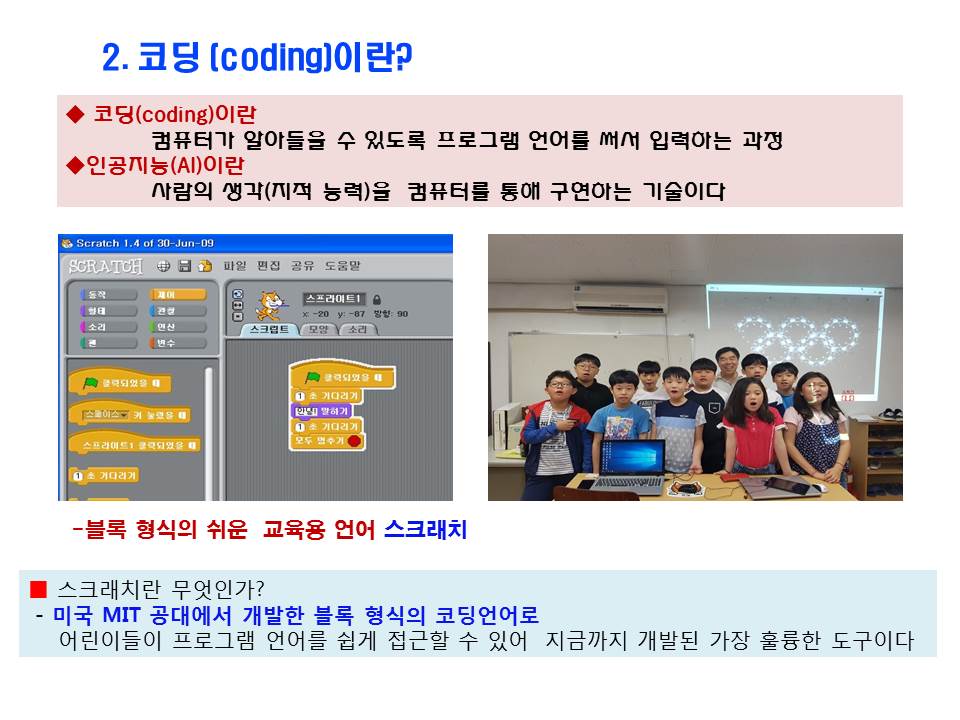 2. 코딩 (coding)이란?
◆ 코딩(coding)이란
컴퓨터가 알아들을 수 있도록 프로그램 언어를 써서 입력하는 과정
◆인공지능(AI)이란
사람의 생각(지적 능력)을 컴퓨터를 통해 구현하는 기술이다
Scratch 1.4 of 30-Jun-09
SCRATCH 파일 편집 공유 도움말
동작 제어
형태 관찰
소리 연산
펜 변수
스프라이트1
x: -20 y: -87 방향: 90
스크립트 모양 소리
클릭되었을 때
스페이스 키 눌렸을 때
스프라이트1 클릭되었을 때
1 초 기다리기
클릭되었을 때
1 초 기다리기
안녕! 말하기
1 초 기다리기
모두 멈추기
-블록 형식의 쉬운 교육용 언어 스크래치
■ 스크래치란 무엇인가?
- 미국 MIT 공대에서 개발한 블록 형식의 코딩언어로
어린이들이 프로그램 언어를 쉽게 접근할 수 있어 지금까지 개발된 가장 훌륭한 도구이다